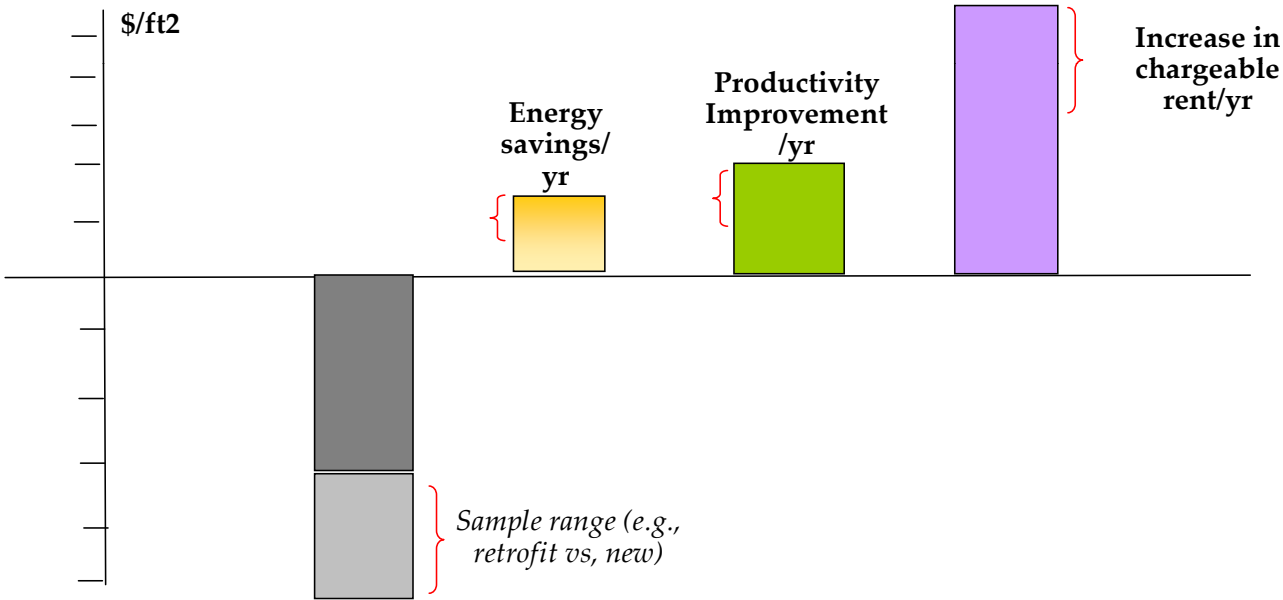 $/ft2
Energy
savings/
yr
Productivity
Improvement
/yr
Increase in
chargeable
rent/yr
Sample range (e.g.,
retrofit vs, new)